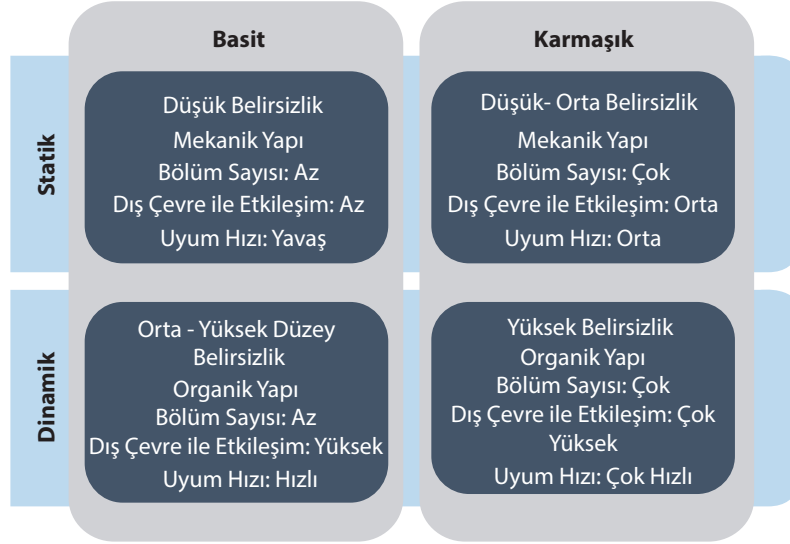 Basit
Karmaşık
Statik
Düşük Belirsizlik
Mekanik Yapı
Bölüm Sayısı: Az
Dış Çevre ile Etkileşim: Az
Uyum Hızı: Yavaş
Düşük- Orta Belirsizlik
Mekanik Yapı
Bölüm Sayısı: Çok
Dış Çevre ile Etkileşim: Orta
Uyum Hızı: Orta
Dinamik
Orta - Yüksek Düzey
Belirsizlik
Organik Yapı
Bölüm Sayısı: Az
Dış Çevre ile Etkileşim: Yüksek
Uyum Hızı: Hızlı
Yüksek Belirsizlik
Organik Yapı
Bölüm Sayısı: Çok
Dış Çevre ile Etkileşim: Çok
Yüksek
Uyum Hızı: Çok Hızlı